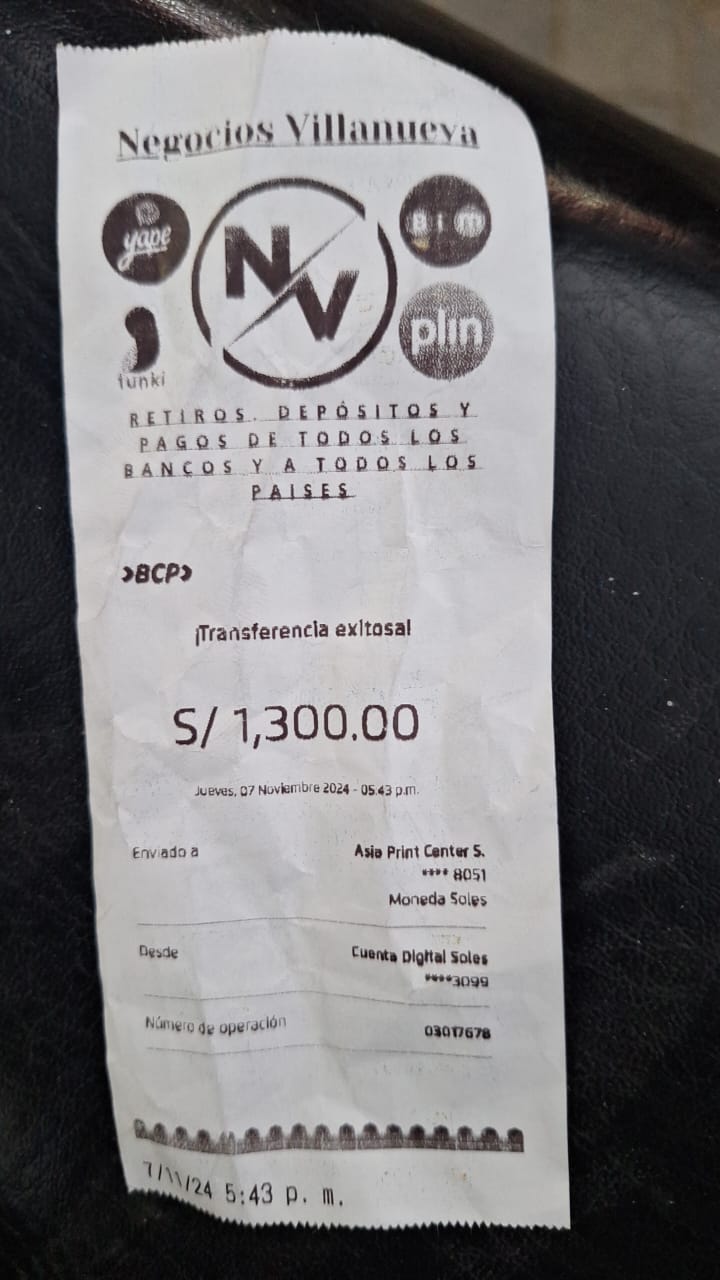 Negocios Villanueva
yape
NV
Bim
tunki
plin
RETIROS. DEPÓSITOS Y
PAGOS DE TODOS LOS
BANCOS Y A TODOS LOS
PAISES
>BCP>
¡Transferencia exitosa!
S/ 1,300.00
Jueves, 07 Noviembre 2024 - 05:43 p.m.
Enviado a Asia Print Center S.
**** 8051
Moneda Soles
Desde Cuenta Digital Soles
****3099
Número de operación 03017678
7/11/24 5:43 p. m.